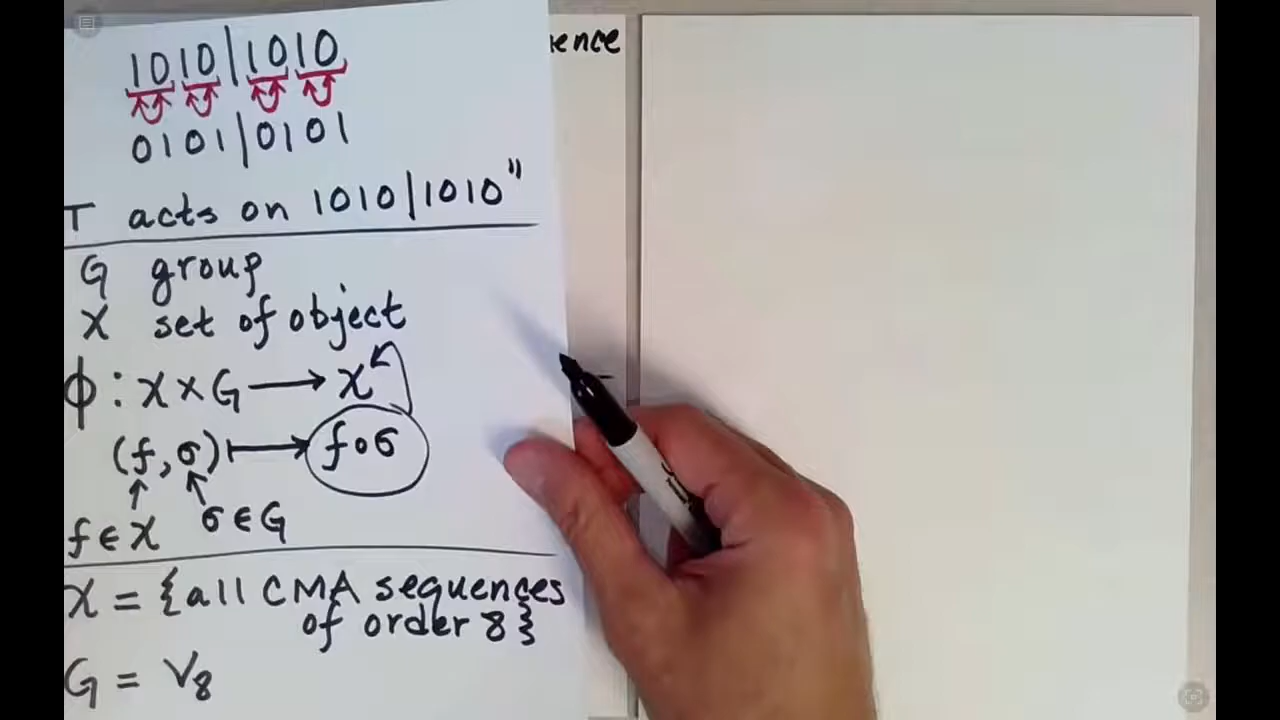 1010|1010
0101|0101
T acts on 1010|1010"
G group
X set of object
ϕ : X × G ⟶ X
(f, σ) ⟼ f∘σ
f ∈ X σ ∈ G
X = {all CMA sequences
of order 8}
G = V₈